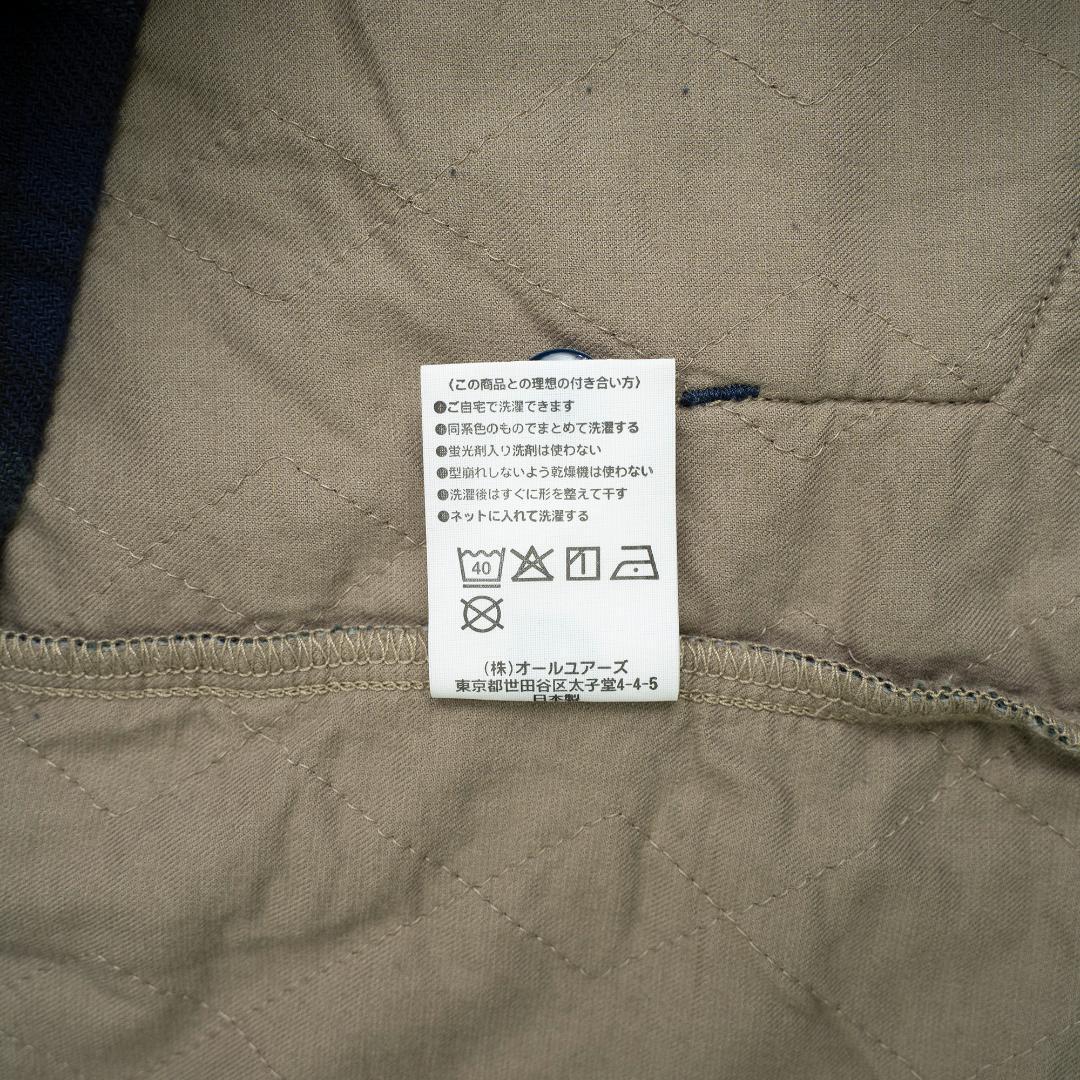 〈この商品との理想の付き合い方〉
●ご自宅で洗濯できます
●同系色のものでまとめて洗濯する
●蛍光剤入り洗剤は使わない
●型崩れしないよう乾燥機は使わない
●洗濯後はすぐに形を整えて干す
●ネットに入れて洗濯する
40
(株)オールユアーズ
東京都世田谷区太子堂4-4-5
日本製